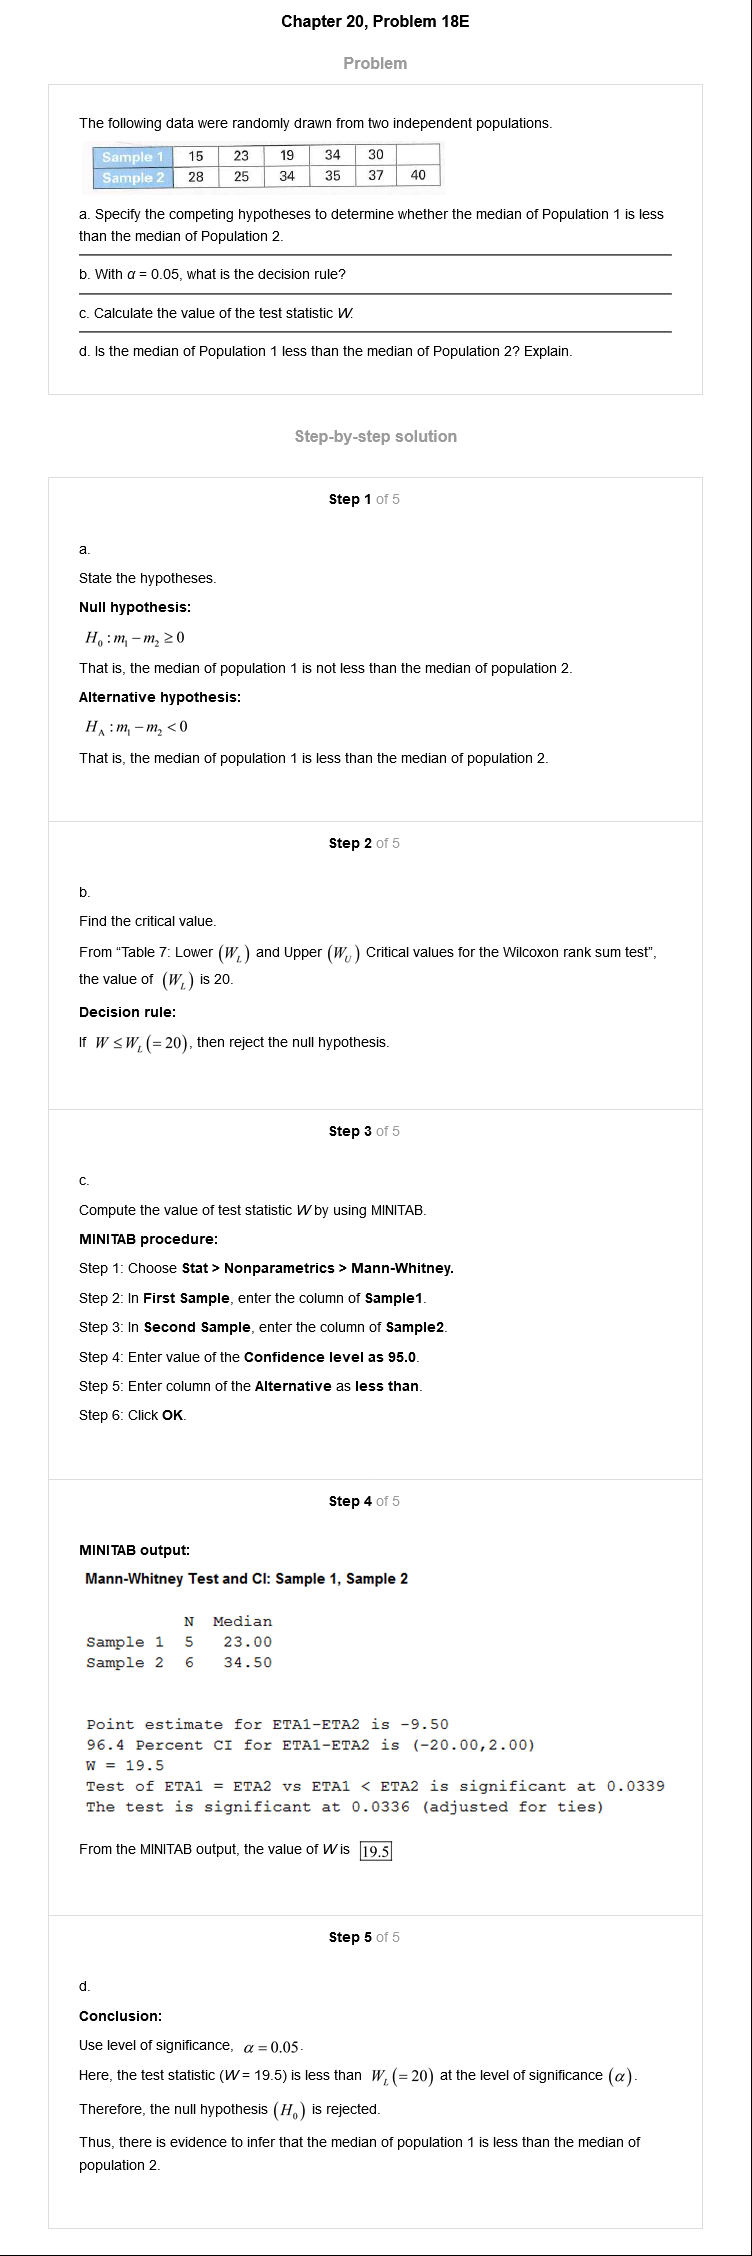 Chapter 20, Problem 18E
Problem
The following data were randomly drawn from two independent populations.
Sample 1 15 23 19 34 30
Sample 2 28 25 34 35 37 40
a. Specify the competing hypotheses to determine whether the median of Population 1 is less
than the median of Population 2.
b. With α = 0.05, what is the decision rule?
c. Calculate the value of the test statistic W.
d. Is the median of Population 1 less than the median of Population 2? Explain.
Step-by-step solution
Step 1 of 5
a.
State the hypotheses.
Null hypothesis:
H₀ : m₁ − m₂ ≥ 0
That is, the median of population 1 is not less than the median of population 2.
Alternative hypothesis:
H_A : m₁ − m₂ < 0
That is, the median of population 1 is less than the median of population 2.
Step 2 of 5
b.
Find the critical value.
From “Table 7: Lower (W_L) and Upper (W_U) Critical values for the Wilcoxon rank sum test”,
the value of (W_L) is 20.
Decision rule:
If W ≤ W_L (= 20), then reject the null hypothesis.
Step 3 of 5
c.
Compute the value of test statistic W by using MINITAB.
MINITAB procedure:
Step 1: Choose Stat > Nonparametrics > Mann-Whitney.
Step 2: In First Sample, enter the column of Sample1.
Step 3: In Second Sample, enter the column of Sample2.
Step 4: Enter value of the Confidence level as 95.0.
Step 5: Enter column of the Alternative as less than.
Step 6: Click OK.
Step 4 of 5
MINITAB output:
Mann-Whitney Test and CI: Sample 1, Sample 2
N Median
Sample 1 5 23.00
Sample 2 6 34.50
Point estimate for ETA1-ETA2 is -9.50
96.4 Percent CI for ETA1-ETA2 is (-20.00,2.00)
W = 19.5
Test of ETA1 = ETA2 vs ETA1 < ETA2 is significant at 0.0339
The test is significant at 0.0336 (adjusted for ties)
From the MINITAB output, the value of W is 19.5
Step 5 of 5
d.
Conclusion:
Use level of significance, α = 0.05.
Here, the test statistic (W = 19.5) is less than W_L (= 20) at the level of significance (α).
Therefore, the null hypothesis (H₀) is rejected.
Thus, there is evidence to infer that the median of population 1 is less than the median of
population 2.